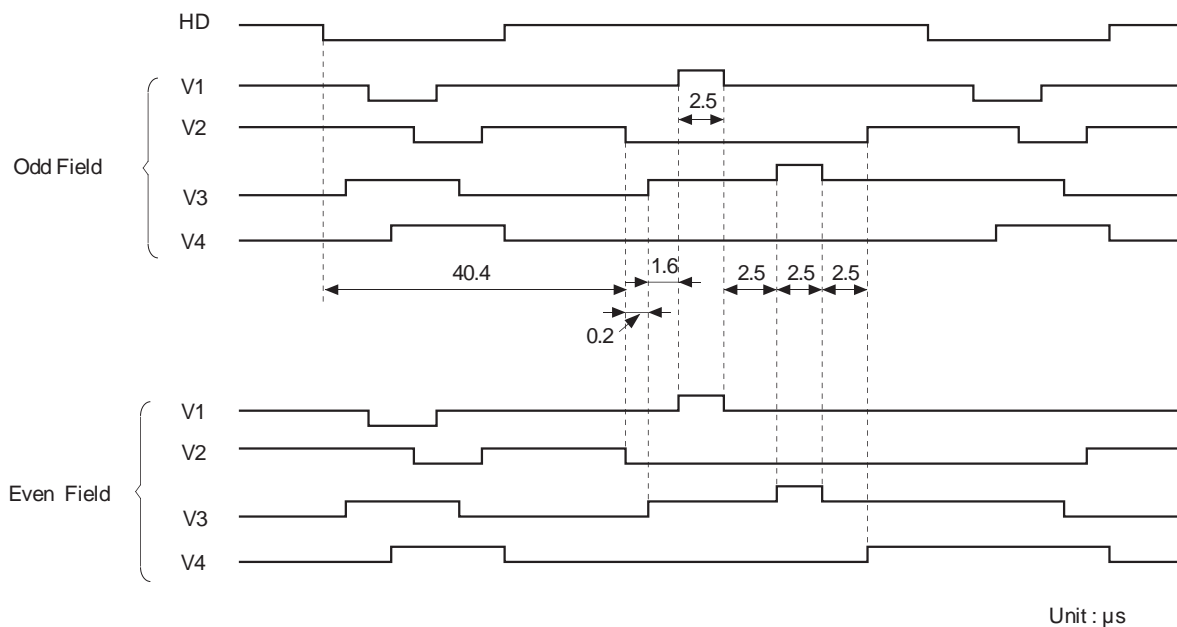 HD
V1
2.5
V2
Odd Field
V3
V4
1.6
2.5 2.5 2.5
40.4
0.2
V1
V2
Even Field
V3
V4
Unit : µs